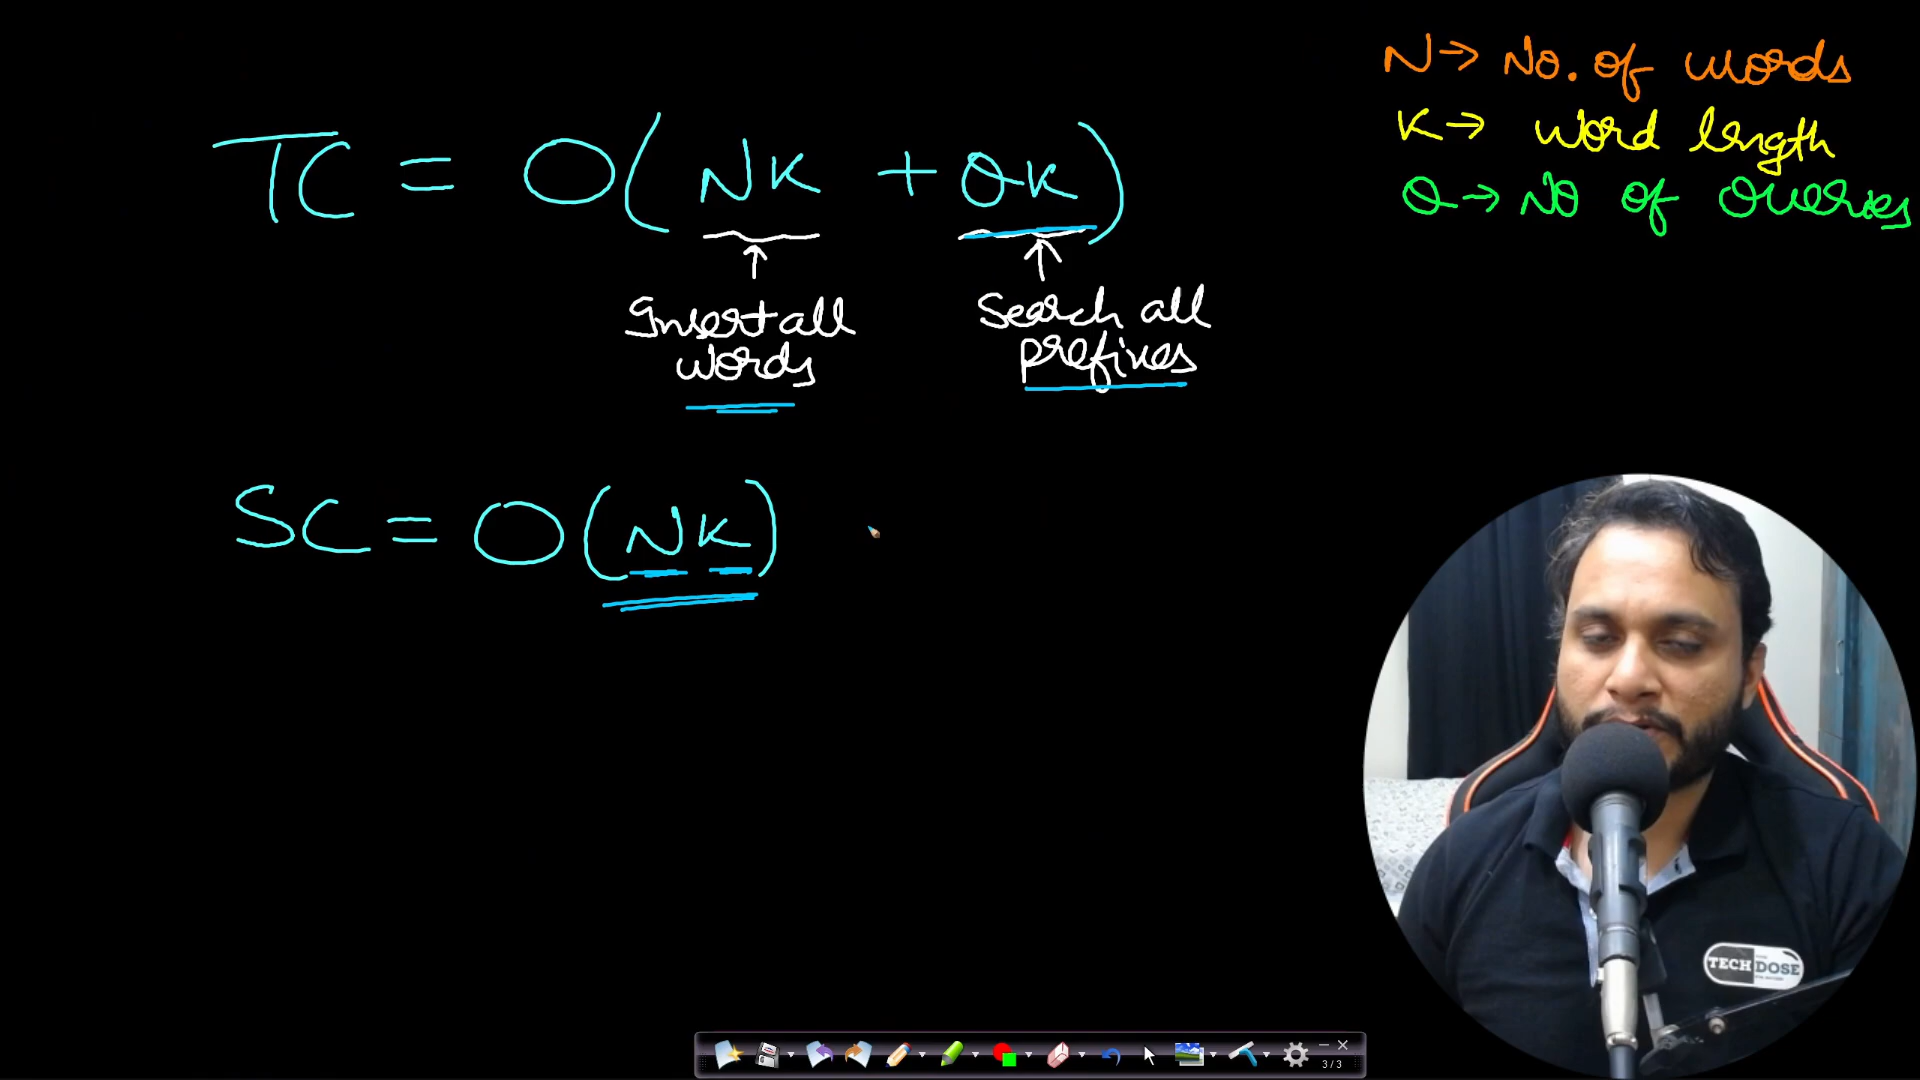 N→ No. of words
K→ word length
Q→ No of Queries
TC = O(NK + QK)
Insert all words
Search all prefixes
SC = O(NK)
TECH DOSE
3/3